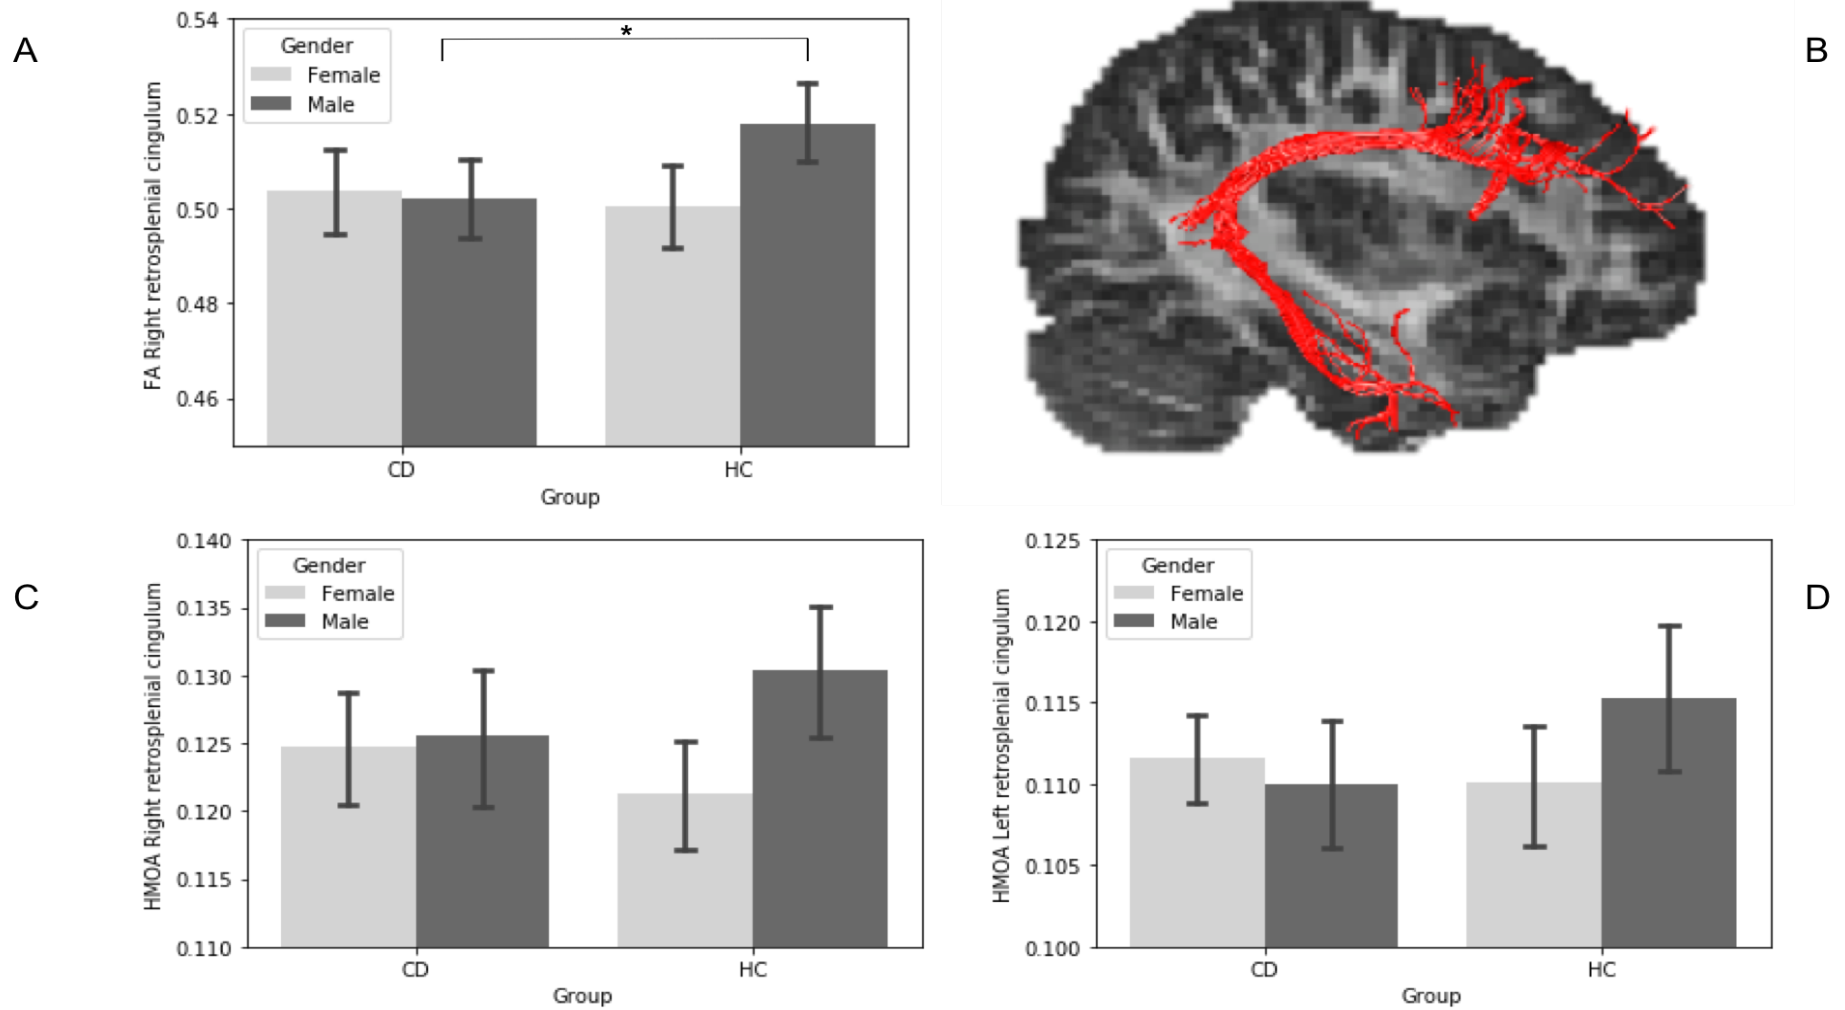 A
FA Right retrosplenial cingulum
0.54
0.52
0.50
0.48
0.46
Gender
Female
Male
*
CD
HC
Group
B
C
HMOA Right retrosplenial cingulum
0.140
0.135
0.130
0.125
0.120
0.115
0.110
Gender
Female
Male
CD
HC
Group
D
HMOA Left retrosplenial cingulum
0.125
0.120
0.115
0.110
0.105
0.100
Gender
Female
Male
CD
HC
Group